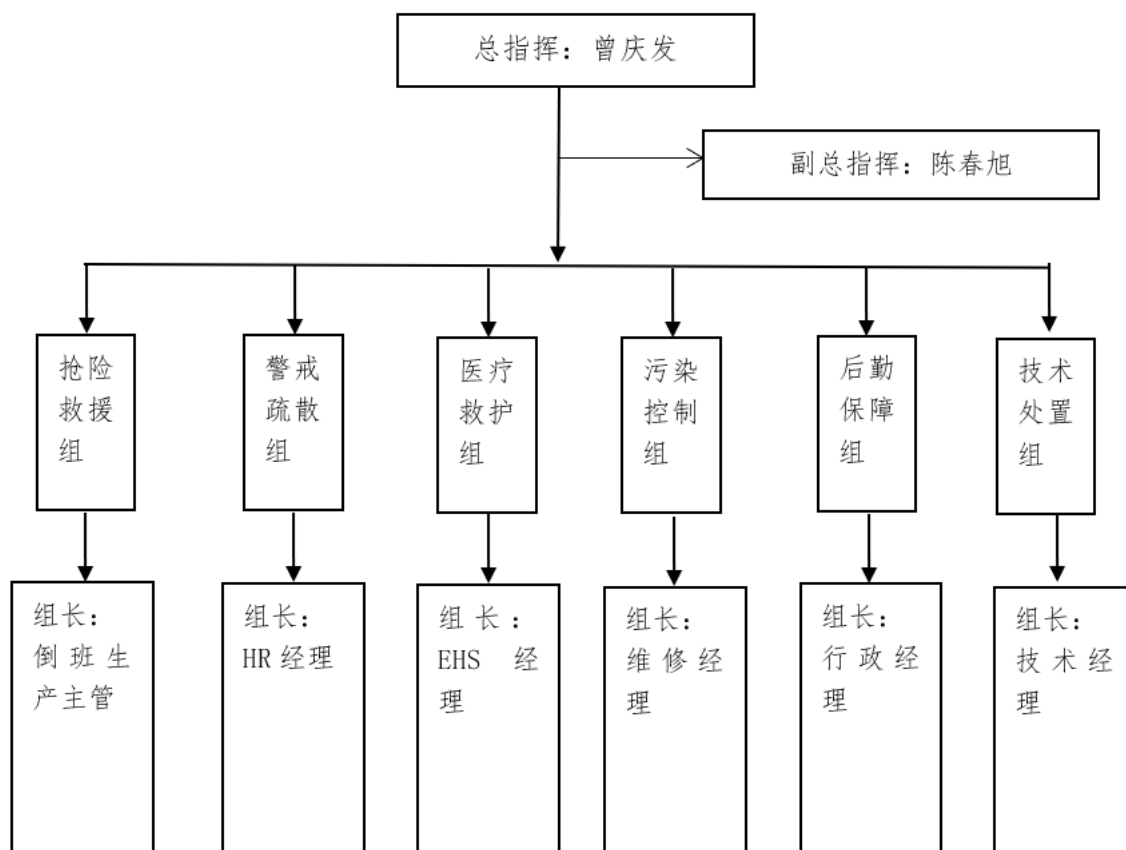 总指挥：曾庆发
副总指挥：陈春旭
抢险
救援
组
警戒
疏散
组
医疗
救护
组
污染
控制
组
后勤
保障
组
技术
处置
组
组长：
倒班生
产主管
组长：
HR经理
组长：
EHS 经
理
组长：
维修经
理
组长：
行政经
理
组长：
技术经
理